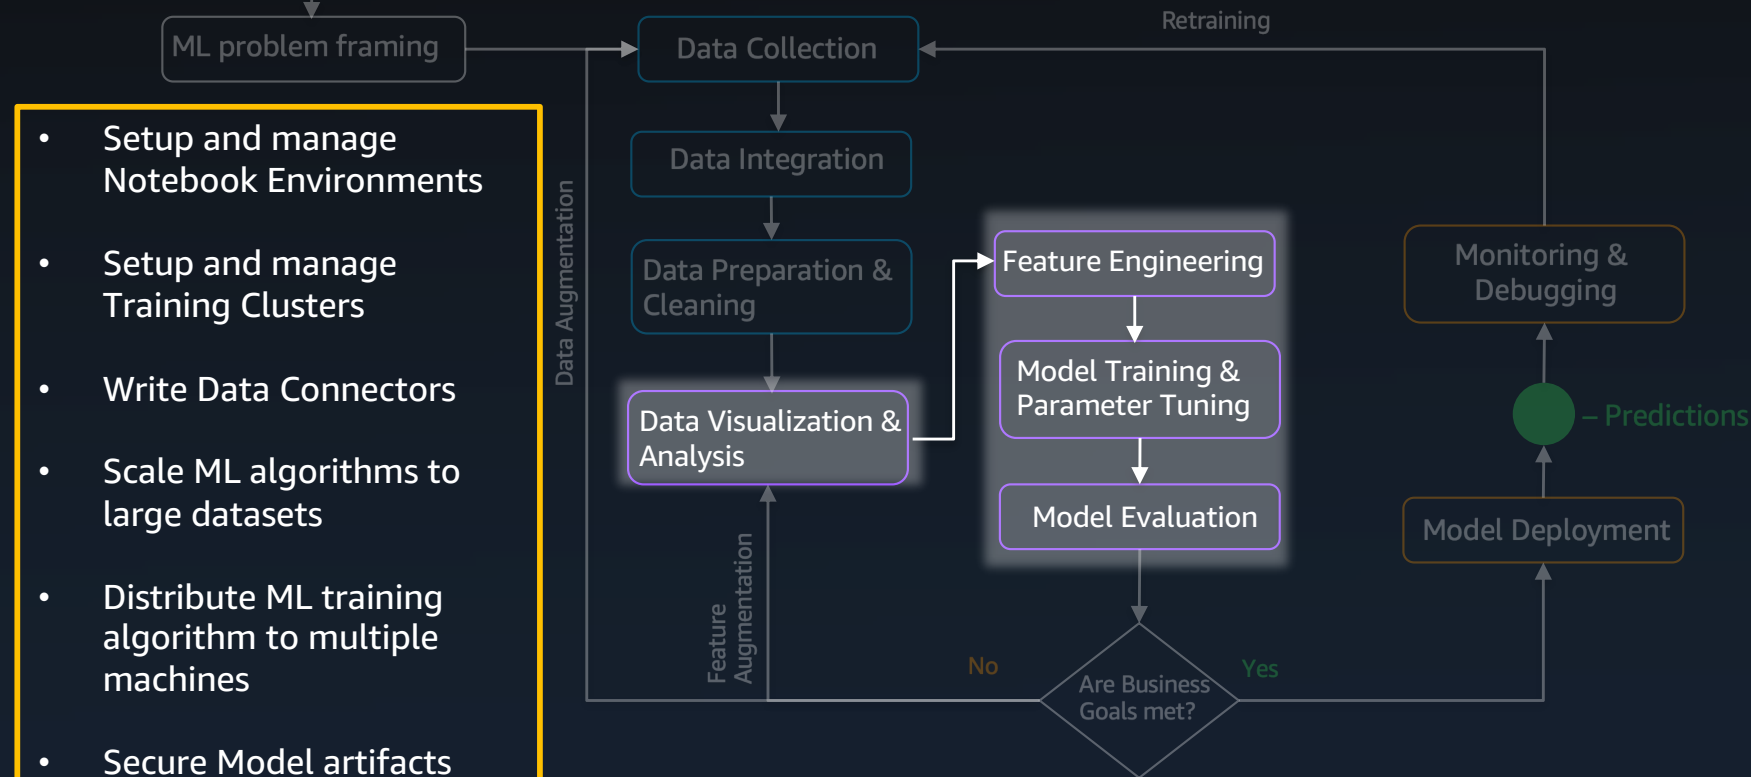 Retraining
ML problem framing
Data Collection
• Setup and manage
Notebook Environments
• Setup and manage
Training Clusters
• Write Data Connectors
• Scale ML algorithms to
large datasets
• Distribute ML training
algorithm to multiple
machines
• Secure Model artifacts
Data Augmentation
Data Integration
Data Preparation &
Cleaning
Data Visualization &
Analysis
Feature
Augmentation
Feature Engineering
Model Training &
Parameter Tuning
Model Evaluation
Are Business
Goals met?
No
Yes
Monitoring &
Debugging
– Predictions
Model Deployment